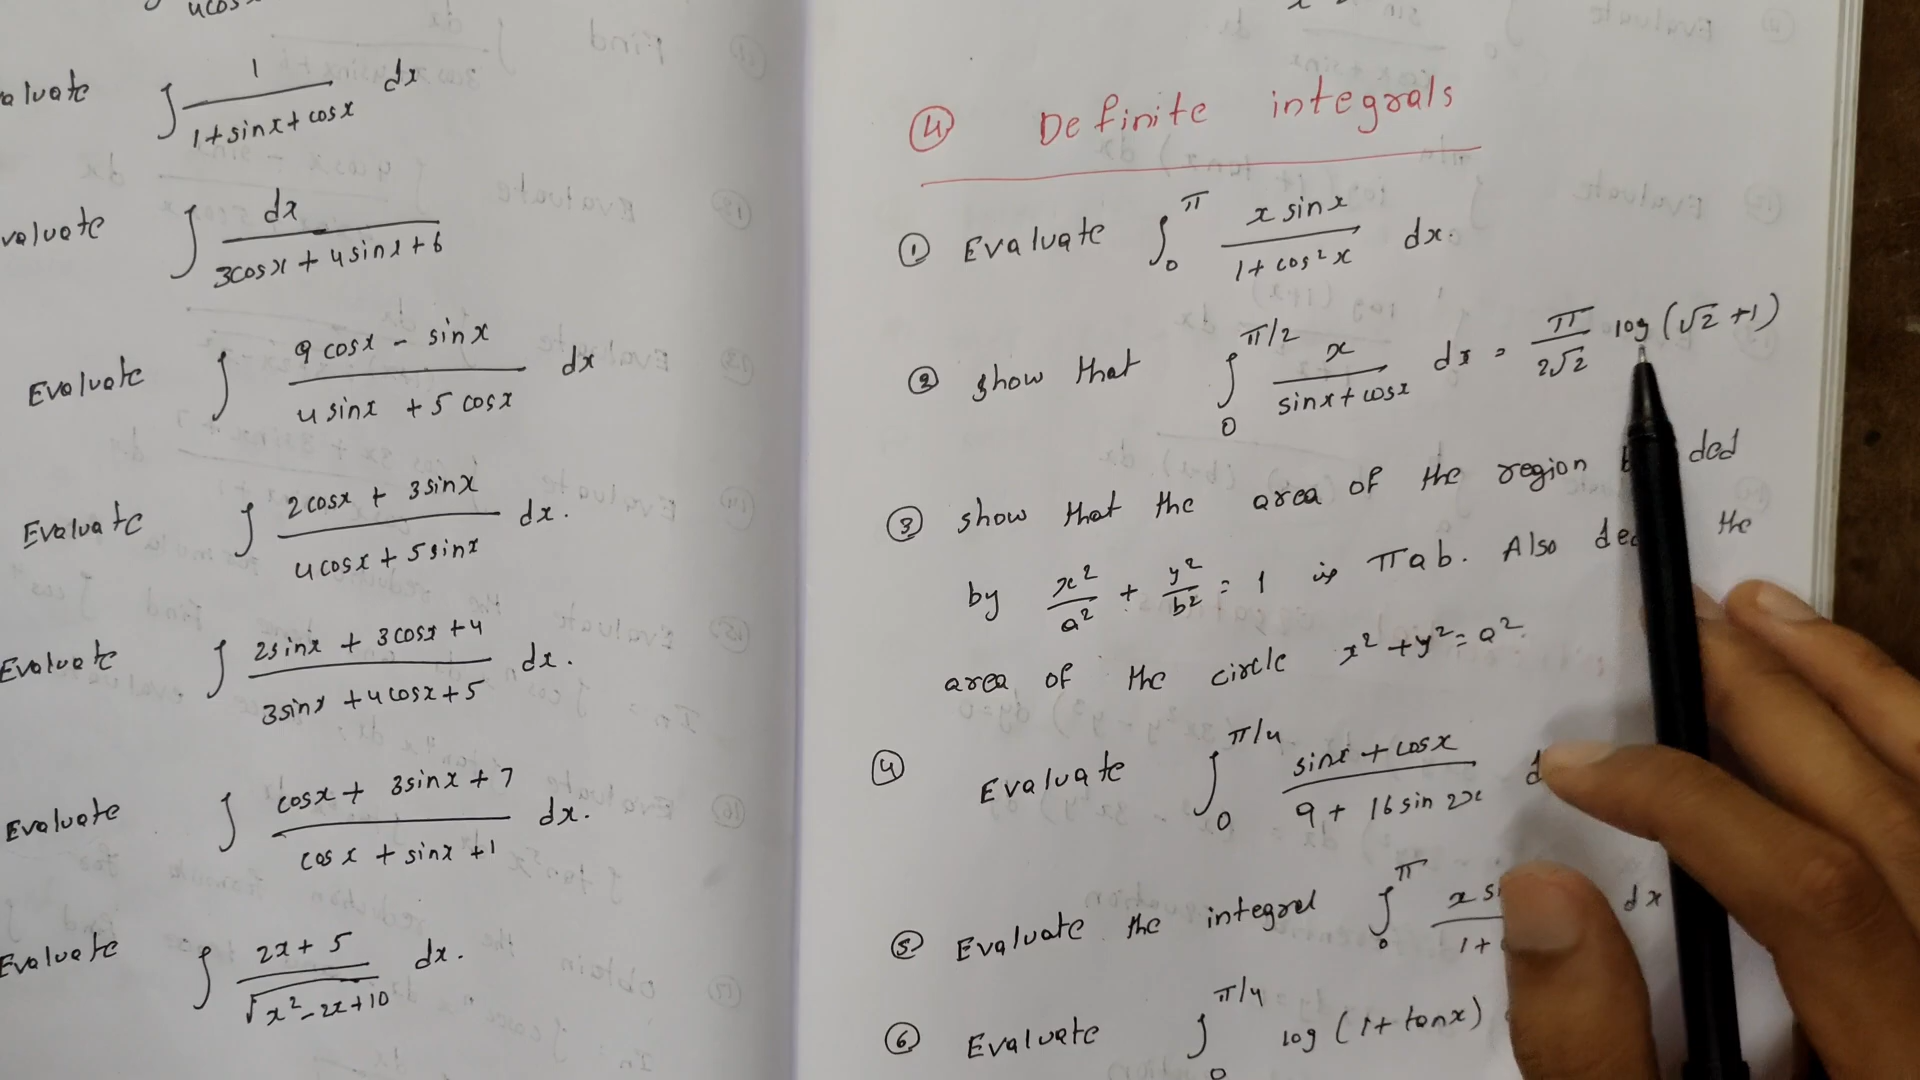 ucos
aluate ∫ 1/(1+sinx+cosx) dx
valuate ∫ dx/(3cosx + 4sinx + 6)
Evaluate ∫ (9cosx - sinx)/(4sinx + 5cosx) dx
Evaluate ∫ (2cosx + 3sinx)/(4cosx + 5sinx) dx.
Evaluate ∫ (2sinx + 3cosx + 4)/(3sinx + 4cosx + 5) dx.
Evaluate ∫ (cosx + 3sinx + 7)/(cosx + sinx + 1) dx.
Evaluate ∫ (2x + 5)/√(x² - 2x + 10) dx.
④ Definite integrals
① Evaluate ∫₀^π (x sinx)/(1 + cos²x) dx.
② show that ∫₀^(π/2) x/(sinx + cosx) dx = π/(2√2) log(√2 + 1)
③ show that the area of the region ded
by x²/a² + y²/b² = 1 is πab. Also ded the
area of the circle x² + y² = a².
④ Evaluate ∫₀^(π/4) (sinx + cosx)/(9 + 16 sin 2x) d
⑤ Evaluate the integral ∫₀^π x s / 1 + dx
⑥ Evaluate ∫₀^(π/4) log(1 + tanx)